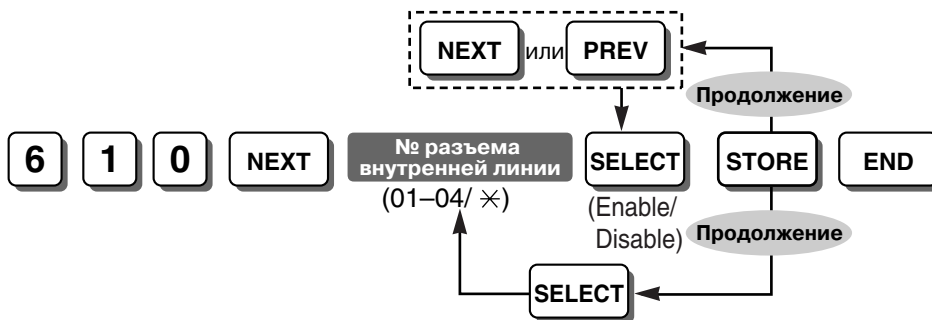 NEXT или PREV
Продолжение
6 1 0 NEXT № разъема внутренней линии SELECT STORE END
(01–04/ ✳)
(Enable/
Disable)
Продолжение
SELECT